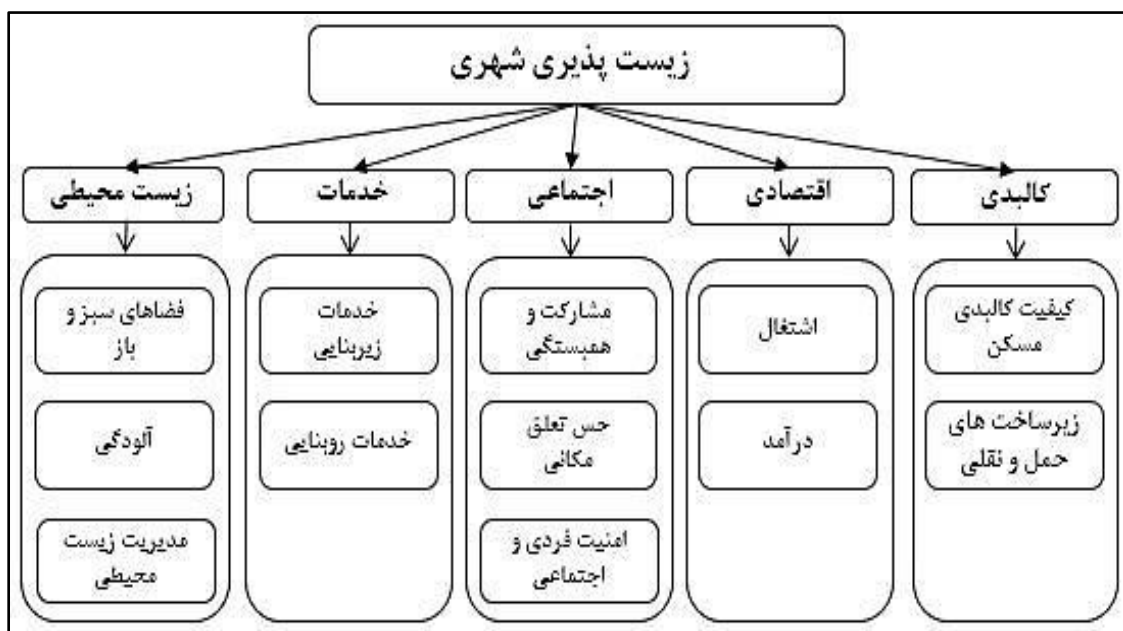 زیست پذیری شهری
کالبدی
اقتصادی
اجتماعی
خدمات
زیست محیطی
کیفیت کالبدی
مسکن
زیرساخت های
حمل و نقلی
اشتغال
درآمد
مشارکت و
همبستگی
حس تعلق
مکانی
امنیت فردی و
اجتماعی
خدمات
زیربنایی
خدمات روبنایی
فضاهای سبز و
باز
آلودگی
مدیریت زیست
محیطی